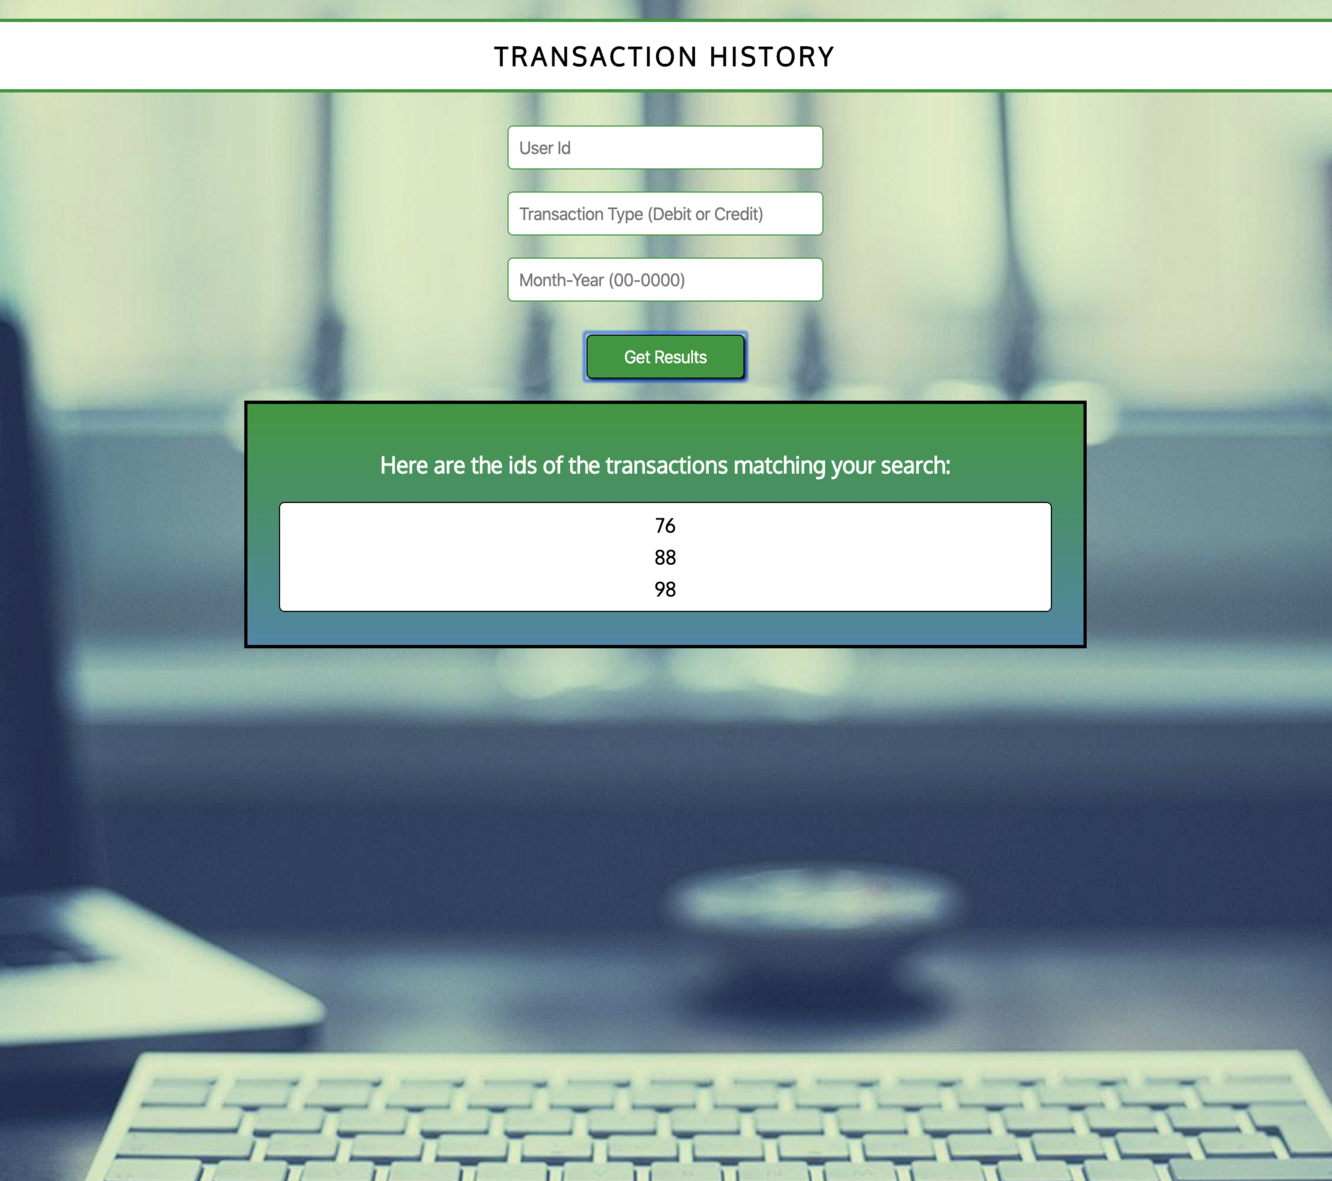 TRANSACTION HISTORY
User Id
Transaction Type (Debit or Credit)
Month-Year (00-0000)
Get Results
Here are the ids of the transactions matching your search:
76
88
98